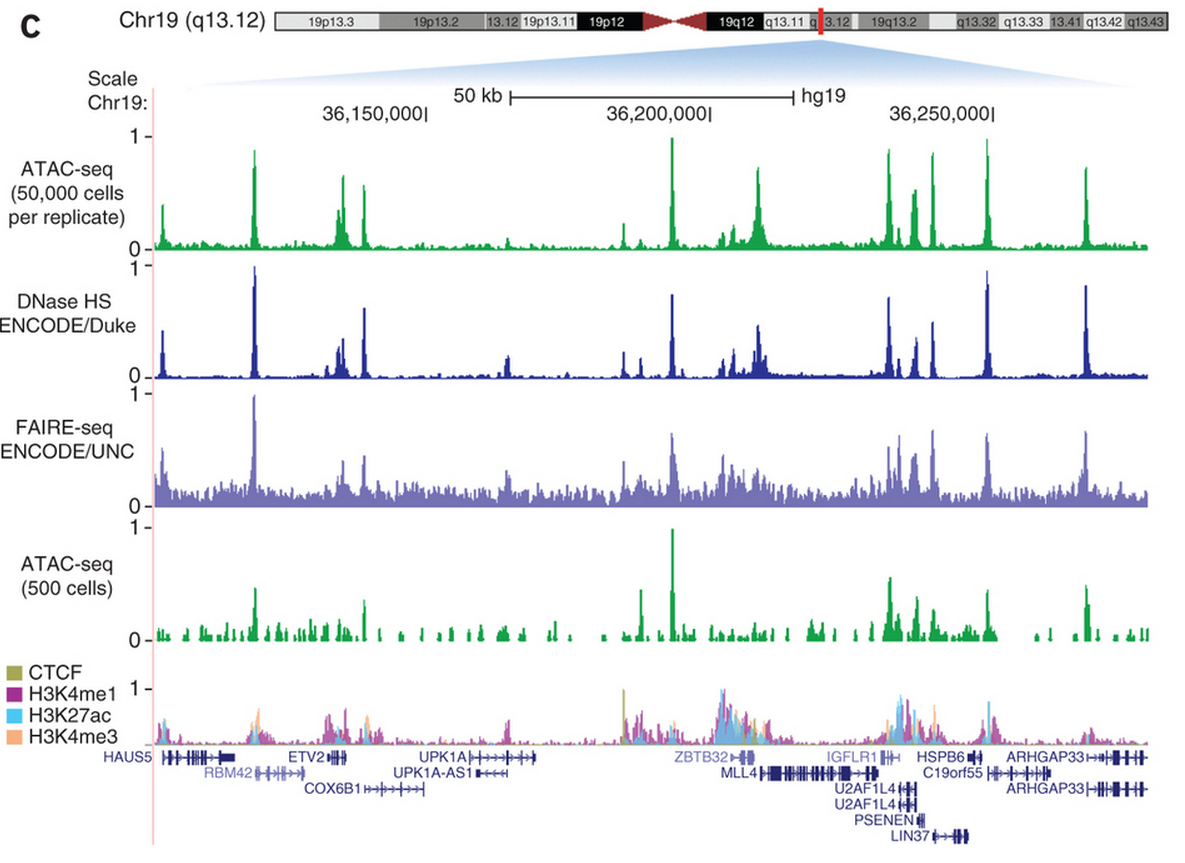 c
Chr19 (q13.12)
19p13.3 19p13.2 13.12 19p13.11 19p12 19q12 q13.11 q 3.12 19q13.2 q13.32 q13.33 13.41 q13.42 q13.43
Scale
Chr19:
50 kb hg19
36,150,000 36,200,000 36,250,000
1
ATAC-seq
(50,000 cells
per replicate)
0
1
DNase HS
ENCODE/Duke
0
1
FAIRE-seq
ENCODE/UNC
0
1
ATAC-seq
(500 cells)
0
CTCF
1
H3K4me1
H3K27ac
H3K4me3
HAUS5 ETV2 UPK1A ZBTB32 IGFLR1 HSPB6 ARHGAP33
RBM42 UPK1A-AS1 MLL4 C19orf55
COX6B1 U2AF1L4 ARHGAP33
U2AF1L4
PSENEN
LIN37